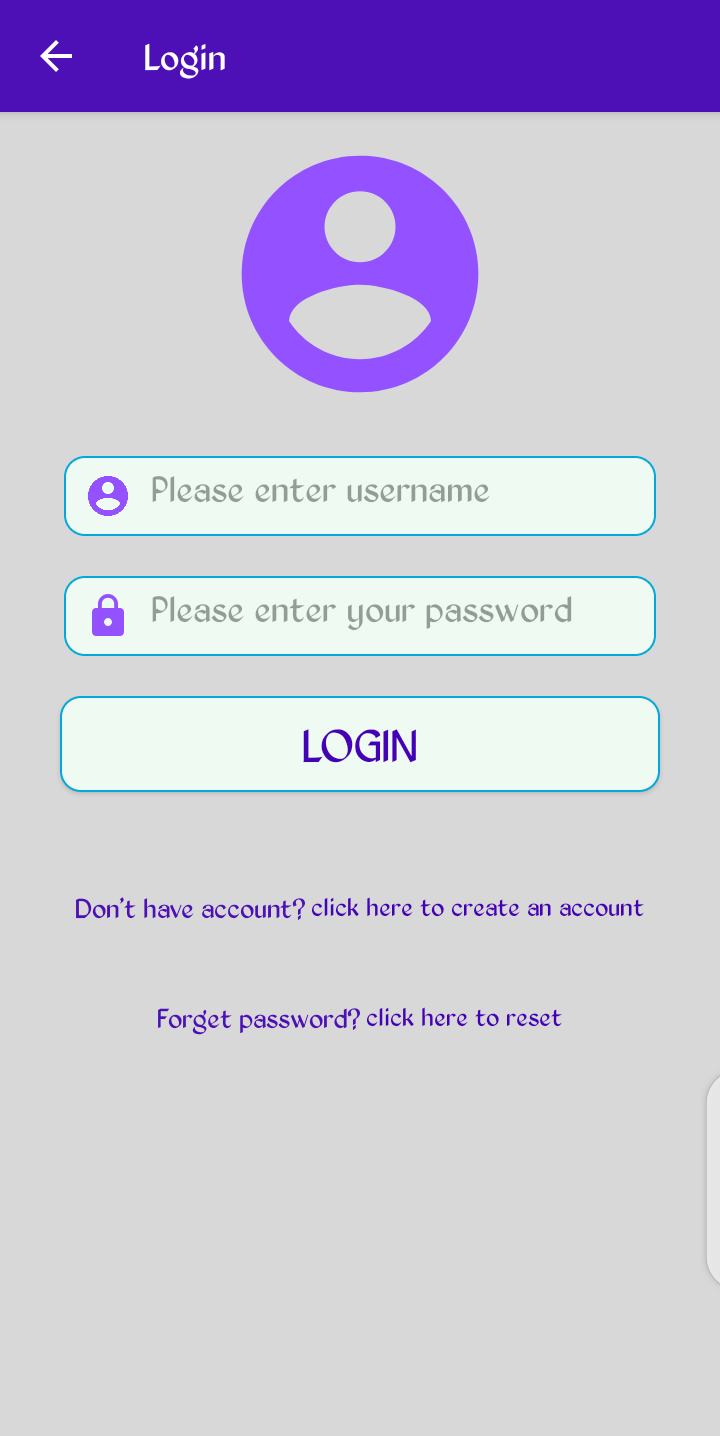 Login
Please enter username
Please enter your password
LOGIN
Don't have account? click here to create an account
Forget password? click here to reset